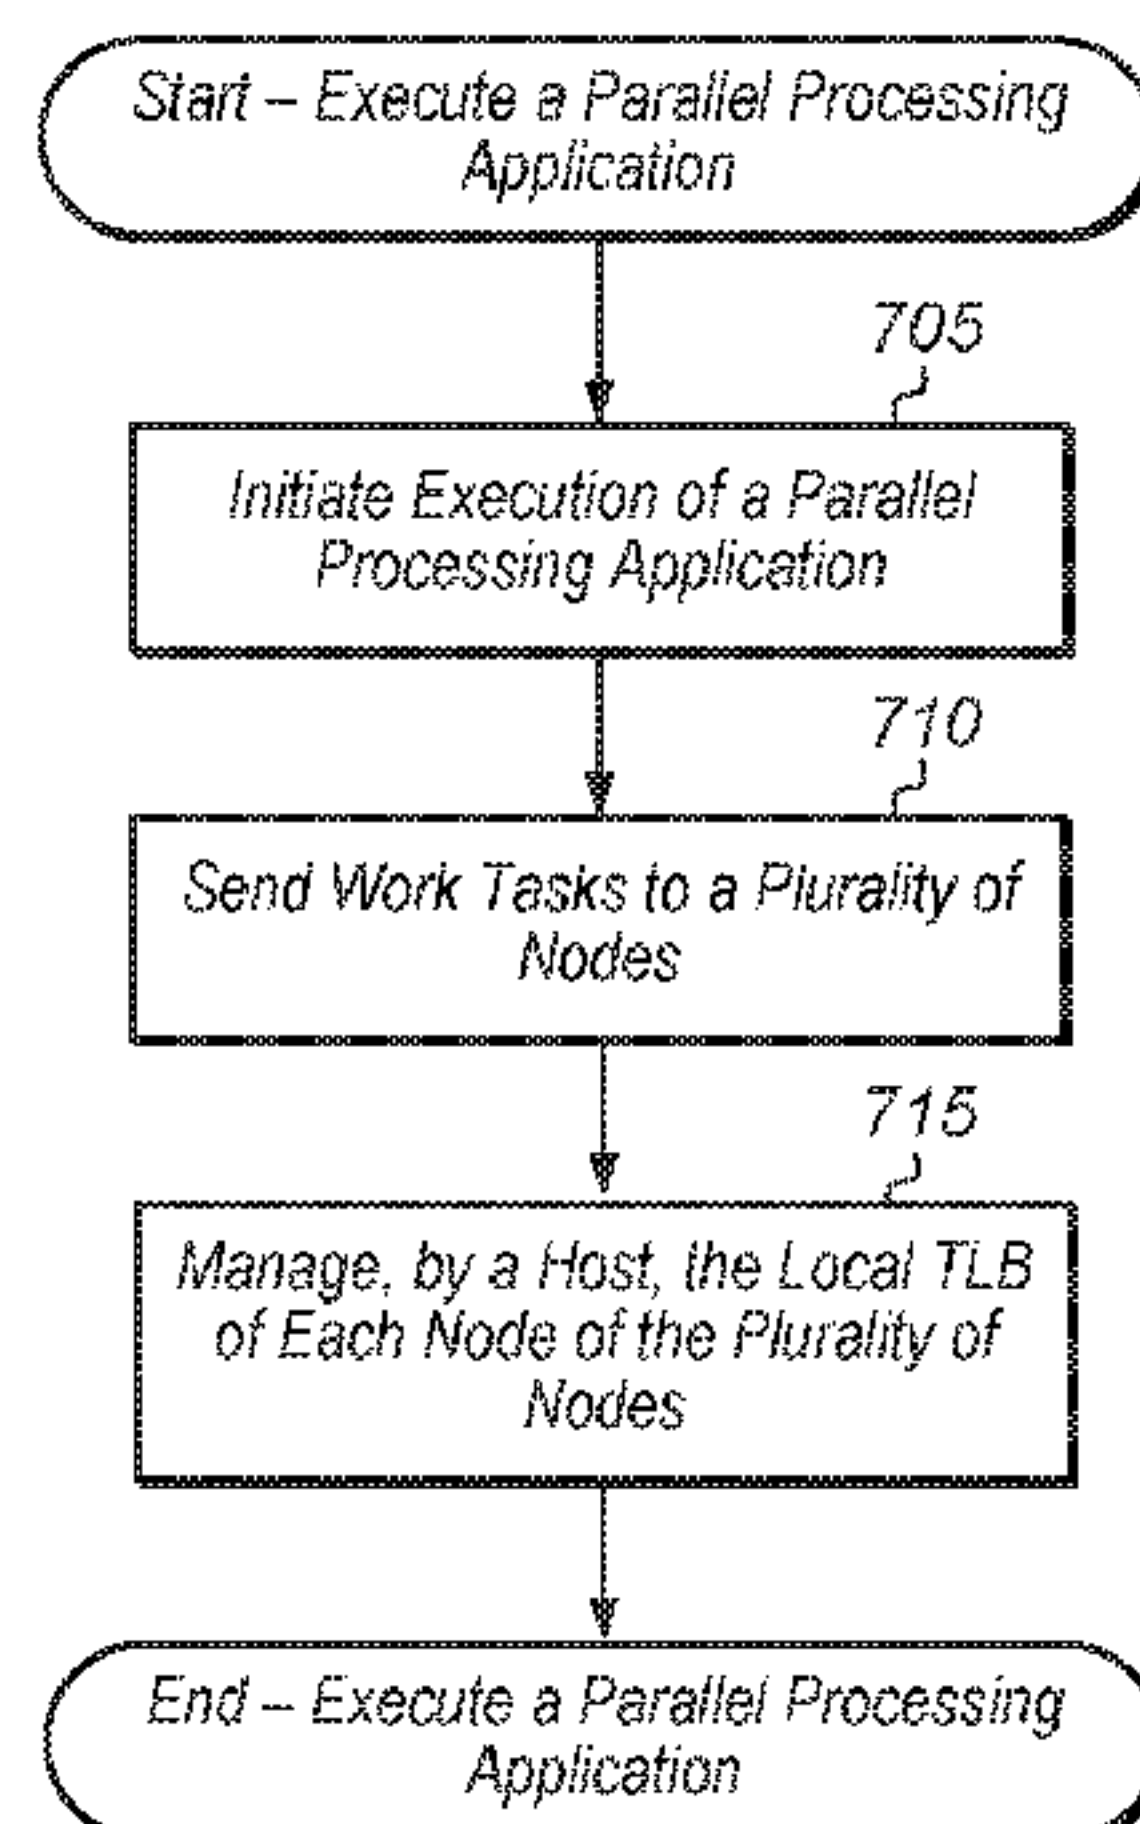 Start – Execute a Parallel Processing
Application
705
Initiate Execution of a Parallel
Processing Application
710
Send Work Tasks to a Plurality of
Nodes
715
Manage, by a Host, the Local TLB
of Each Node of the Plurality of
Nodes
End – Execute a Parallel Processing
Application